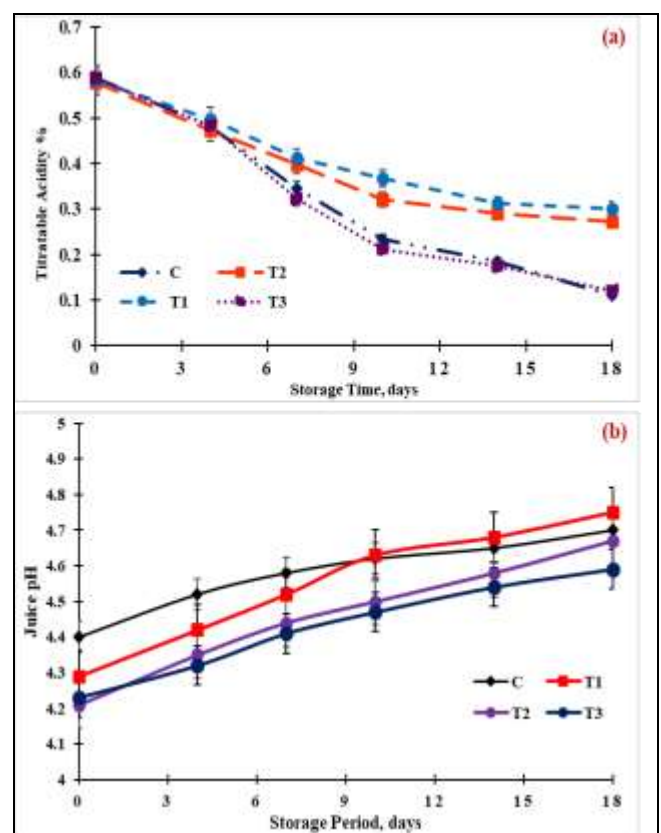 (a)
0.7
0.6
0.5
0.4
0.3
0.2
0.1
0
Titratable Acidity %
C T2
T1 T3
0 3 6 9 12 15 18
Storage Time, days
(b)
5
4.9
4.8
4.7
4.6
4.5
4.4
4.3
4.2
4.1
4
Juice pH
C T1
T2 T3
0 3 6 9 12 15 18
Storage Period, days